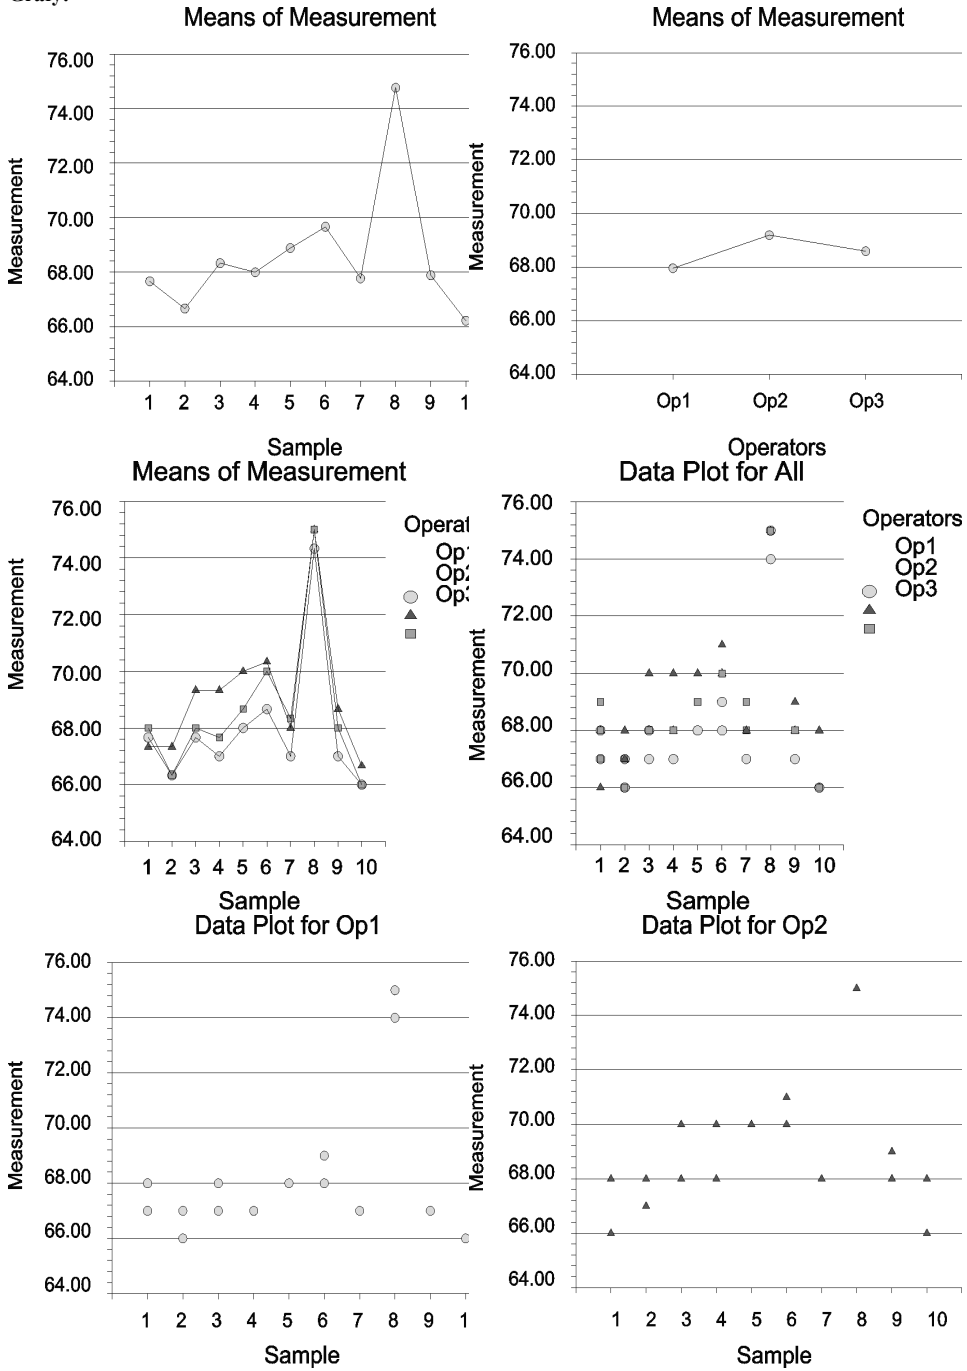 Grafy:
Means of Measurement
76.00
74.00
72.00
70.00
68.00
66.00
64.00
Measurement
1 2 3 4 5 6 7 8 9 1
Sample
Means of Measurement
76.00
74.00
72.00
70.00
68.00
66.00
64.00
Measurement
Op1 Op2 Op3
Operators
Means of Measurement
76.00
74.00
72.00
70.00
68.00
66.00
64.00
Measurement
1 2 3 4 5 6 7 8 9 10
Sample
Operat
Op1
Op2
Op3
Data Plot for All
76.00
74.00
72.00
70.00
68.00
66.00
64.00
Measurement
1 2 3 4 5 6 7 8 9 10
Sample
Operators
Op1
Op2
Op3
Data Plot for Op1
76.00
74.00
72.00
70.00
68.00
66.00
64.00
Measurement
1 2 3 4 5 6 7 8 9 1
Sample
Data Plot for Op2
76.00
74.00
72.00
70.00
68.00
66.00
64.00
Measurement
1 2 3 4 5 6 7 8 9 10
Sample